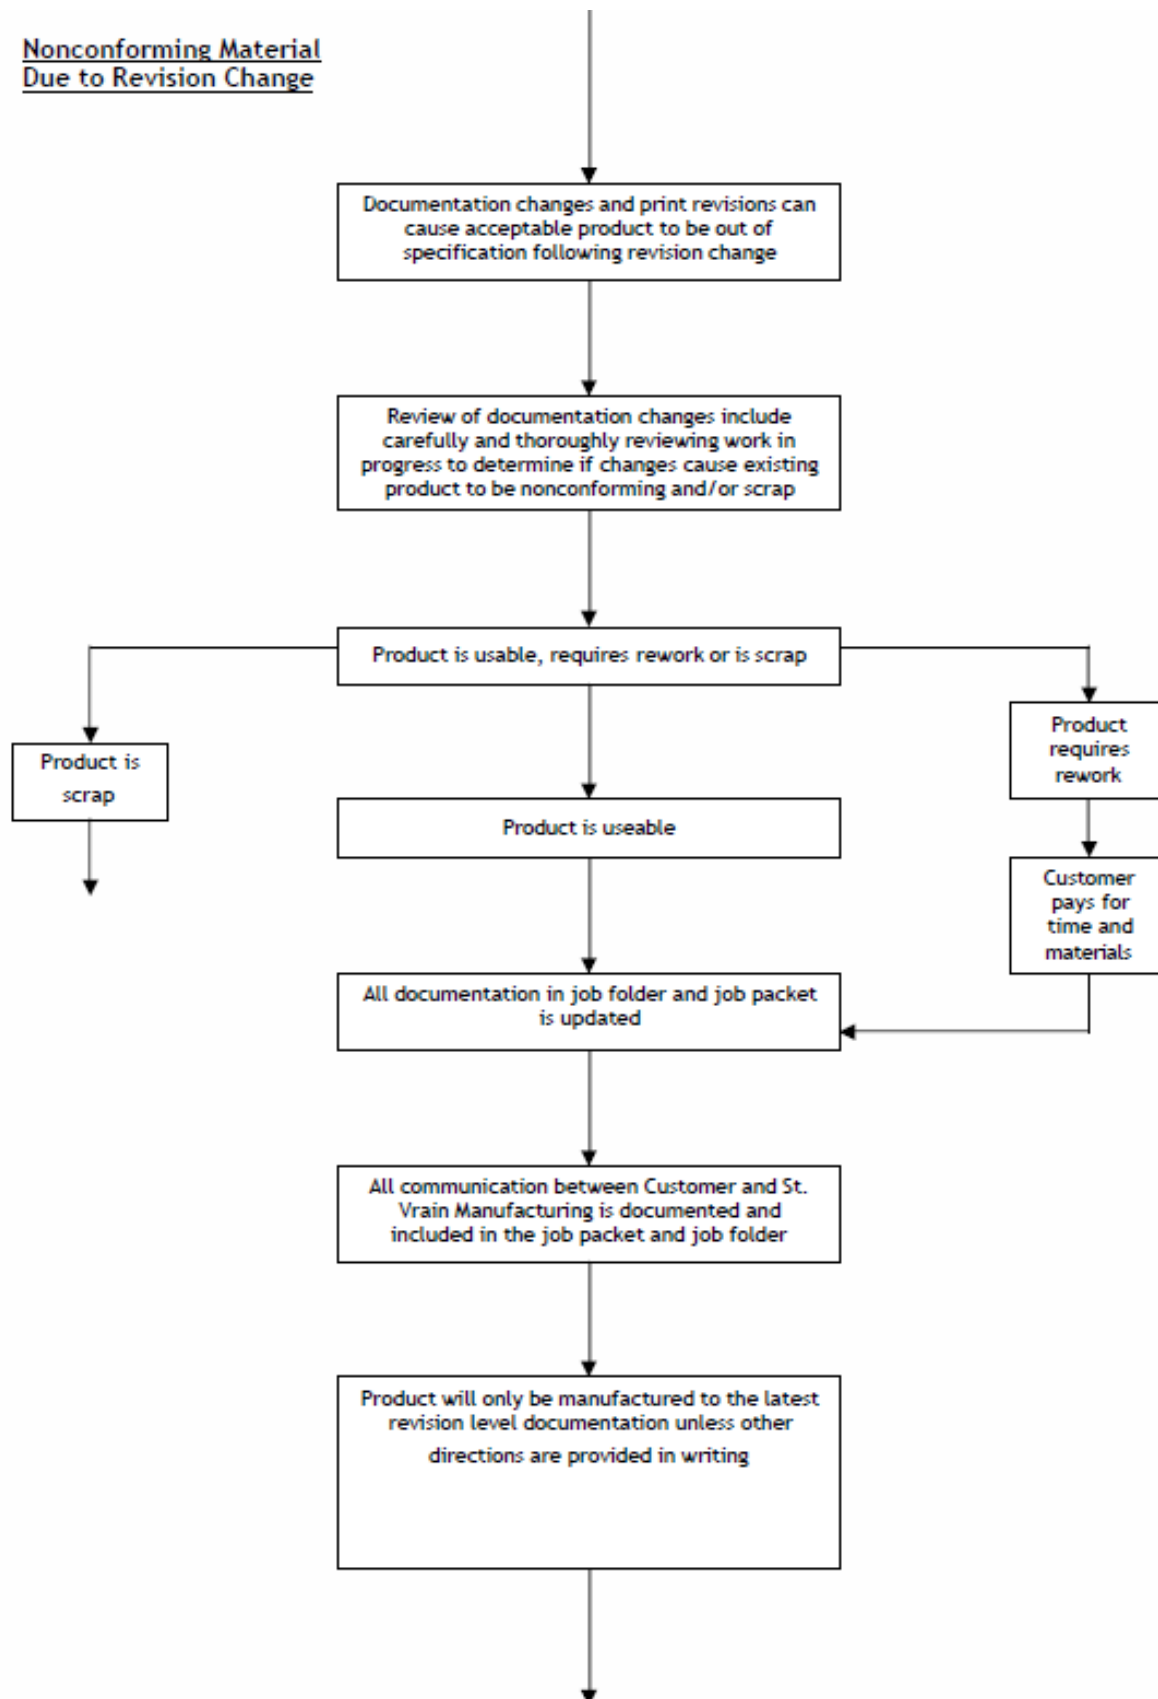 Nonconforming Material
Due to Revision Change
Documentation changes and print revisions can
cause acceptable product to be out of
specification following revision change
Review of documentation changes include
carefully and thoroughly reviewing work in
progress to determine if changes cause existing
product to be nonconforming and/or scrap
Product is usable, requires rework or is scrap
Product is
scrap
Product
requires
rework
Product is useable
Customer
pays for
time and
materials
All documentation in job folder and job packet
is updated
All communication between Customer and St.
Vrain Manufacturing is documented and
included in the job packet and job folder
Product will only be manufactured to the latest
revision level documentation unless other
directions are provided in writing